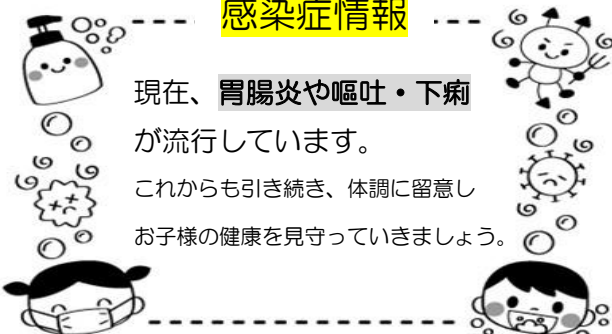 感染症情報
現在、胃腸炎や嘔吐・下痢
が流行しています。
これからも引き続き、体調に留意し
お子様の健康を見守っていきましょう。